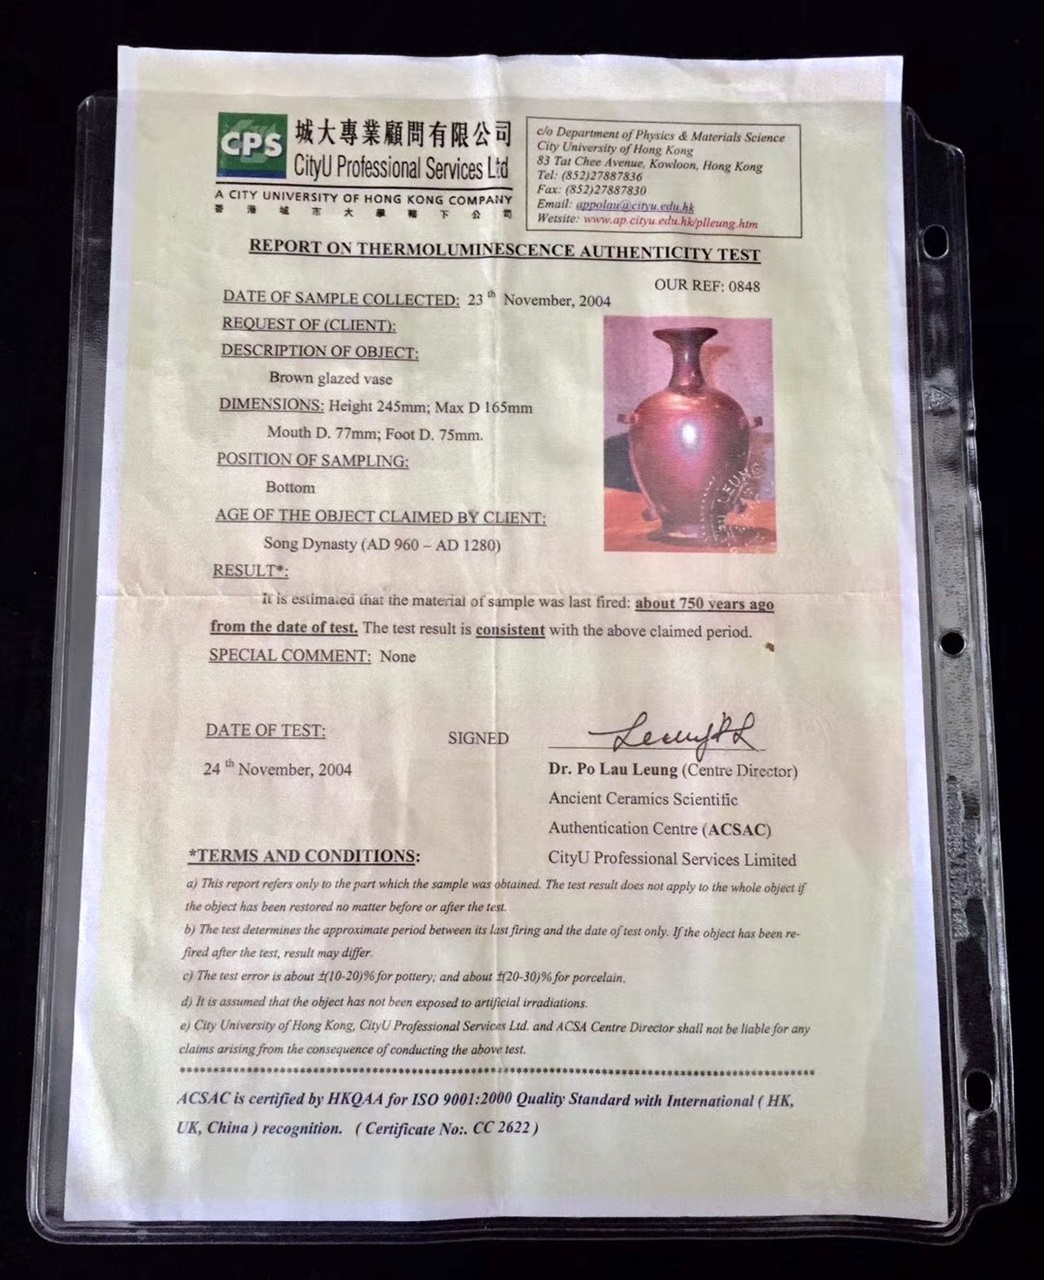 CPS
城大專業顧問有限公司
CityU Professional Services Ltd
A CITY UNIVERSITY OF HONG KONG COMPANY
香港城市大學轄下公司
c/o Department of Physics & Materials Science
City University of Hong Kong
83 Tat Chee Avenue, Kowloon, Hong Kong
Tel: (852)27887836
Fax: (852)27887830
Email: appolau@cityu.edu.hk
Wetsite: www.ap.cityu.edu.hk/plleung.htm
REPORT ON THERMOLUMINESCENCE AUTHENTICITY TEST
OUR REF: 0848
DATE OF SAMPLE COLLECTED: 23 th November, 2004
REQUEST OF (CLIENT):
DESCRIPTION OF OBJECT:
Brown glazed vase
DIMENSIONS: Height 245mm; Max D 165mm
Mouth D. 77mm; Foot D. 75mm.
POSITION OF SAMPLING:
Bottom
AGE OF THE OBJECT CLAIMED BY CLIENT:
Song Dynasty (AD 960 – AD 1280)
LEUNG
RESULT*:
It is estimated that the material of sample was last fired: about 750 years ago
from the date of test. The test result is consistent with the above claimed period.
SPECIAL COMMENT: None
DATE OF TEST:
24 th November, 2004
SIGNED
Leung P L
Dr. Po Lau Leung (Centre Director)
Ancient Ceramics Scientific
Authentication Centre (ACSAC)
CityU Professional Services Limited
*TERMS AND CONDITIONS:
a) This report refers only to the part which the sample was obtained. The test result does not apply to the whole object if
the object has been restored no matter before or after the test.
b) The test determines the approximate period between its last firing and the date of test only. If the object has been re-
fired after the test, result may differ.
c) The test error is about ±(10-20)% for pottery; and about ±(20-30)% for porcelain.
d) It is assumed that the object has not been exposed to artificial irradiations.
e) City University of Hong Kong, CityU Professional Services Ltd. and ACSA Centre Director shall not be liable for any
claims arising from the consequence of conducting the above test.
ACSAC is certified by HKQAA for ISO 9001:2000 Quality Standard with International ( HK,
UK, China ) recognition. ( Certificate No:. CC 2622 )